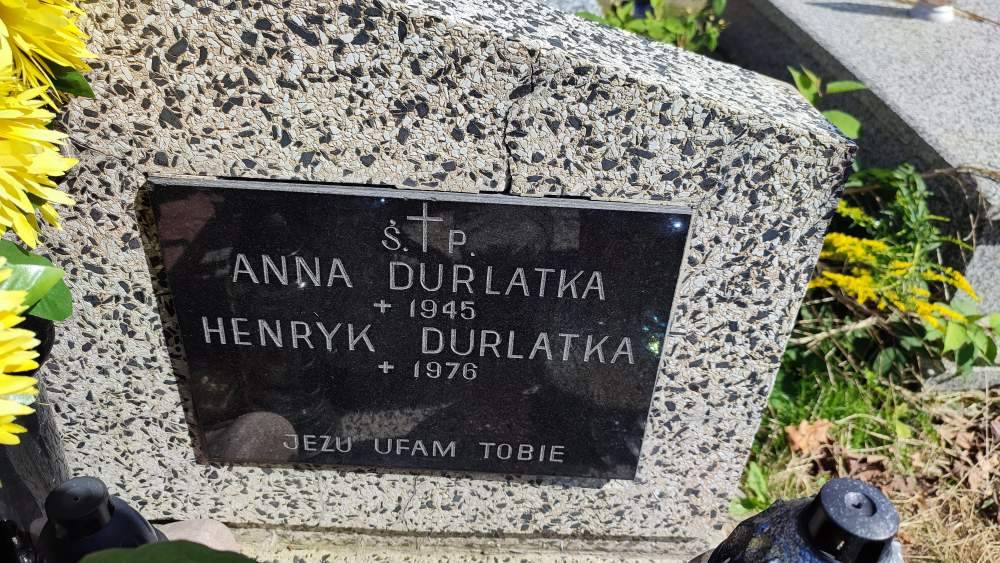 Ś. † P.
ANNA DURLATKA
+ 1945
HENRYK DURLATKA
+ 1976
JEZU UFAM TOBIE